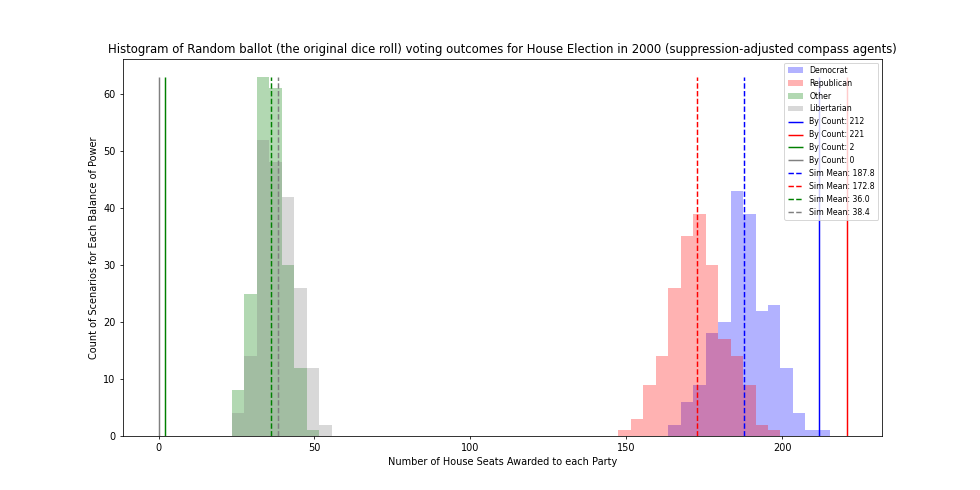 Histogram of Random ballot (the original dice roll) voting outcomes for House Election in 2000 (suppression-adjusted compass agents)
Count of Scenarios for Each Balance of Power
60
50
40
30
20
10
0
0
50
100
150
200
Number of House Seats Awarded to each Party
Democrat
Republican
Other
Libertarian
By Count: 212
By Count: 221
By Count: 2
By Count: 0
Sim Mean: 187.8
Sim Mean: 172.8
Sim Mean: 36.0
Sim Mean: 38.4